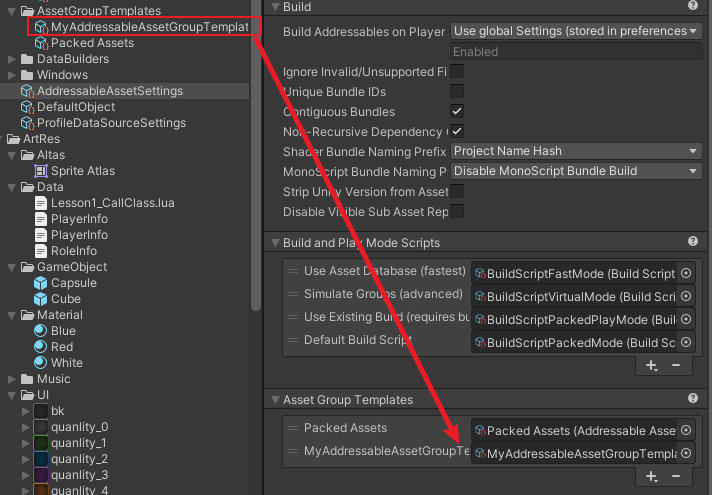 AssetGroupTemplates
MyAddressableAssetGroupTemplat
Packed Assets
DataBuilders
Windows
AddressableAssetSettings
DefaultObject
ProfileDataSourceSettings
ArtRes
Altas
Sprite Atlas
Data
Lesson1_CallClass.lua
PlayerInfo
PlayerInfo
RoleInfo
GameObject
Capsule
Cube
Material
Blue
Red
White
Music
UI
bk
quanlity_0
quanlity_1
quanlity_2
quanlity_3
quanlity_4
Build
Build Addressables on Player Use global Settings (stored in preferences
Enabled
Ignore Invalid/Unsupported Fi
Unique Bundle IDs
Contiguous Bundles
Non-Recursive Dependency
Shader Bundle Naming Prefix Project Name Hash
MonoScript Bundle Naming P Disable MonoScript Bundle Build
Strip Unity Version from Asset
Disable Visible Sub Asset Rep
Build and Play Mode Scripts
Use Asset Database (fastest) BuildScriptFastMode (Build Script
Simulate Groups (advanced) BuildScriptVirtualMode (Build Scri
Use Existing Build (requires bu BuildScriptPackedPlayMode (Buil
Default Build Script BuildScriptPackedMode (Build Sc
Asset Group Templates
Packed Assets Packed Assets (Addressable Asse
MyAddressableAssetGroupTe MyAddressableAssetGroupTempla